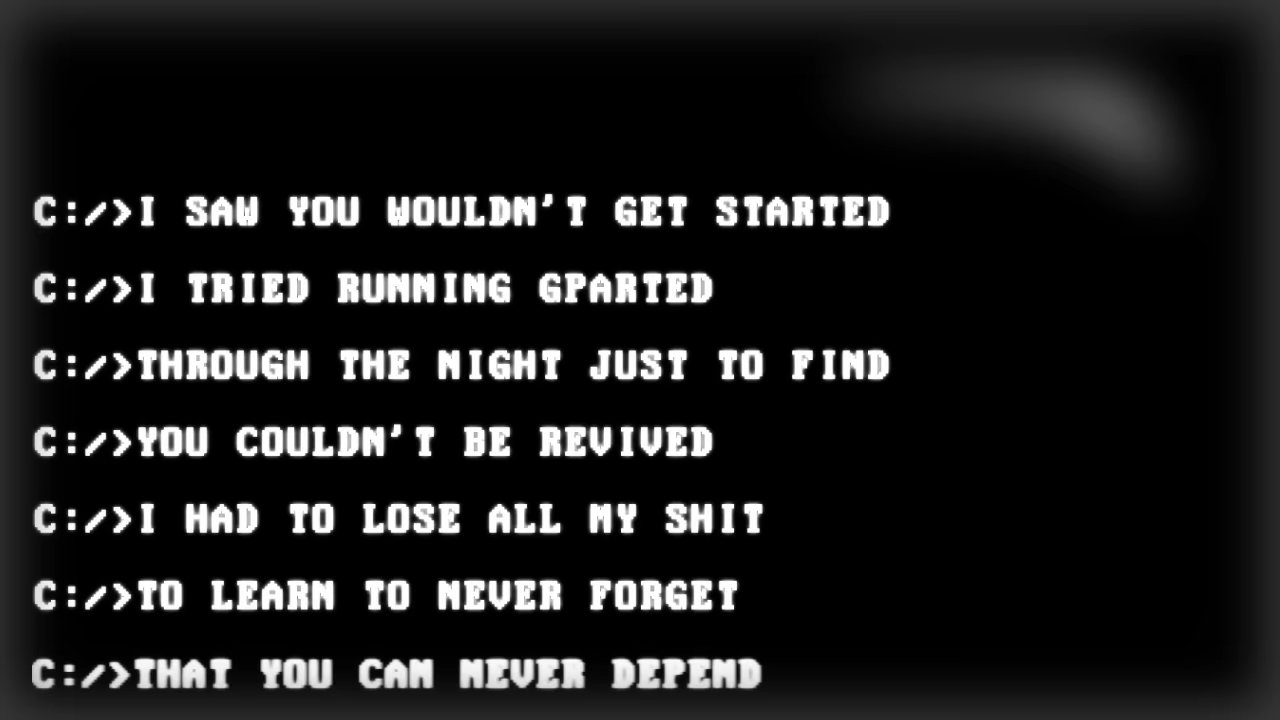 C:/>I SAW YOU WOULDN'T GET STARTED
C:/>I TRIED RUNNING GPARTED
C:/>THROUGH THE NIGHT JUST TO FIND
C:/>YOU COULDN'T BE REVIVED
C:/>I HAD TO LOSE ALL MY SHIT
C:/>TO LEARN TO NEVER FORGET
C:/>THAT YOU CAN NEVER DEPEND